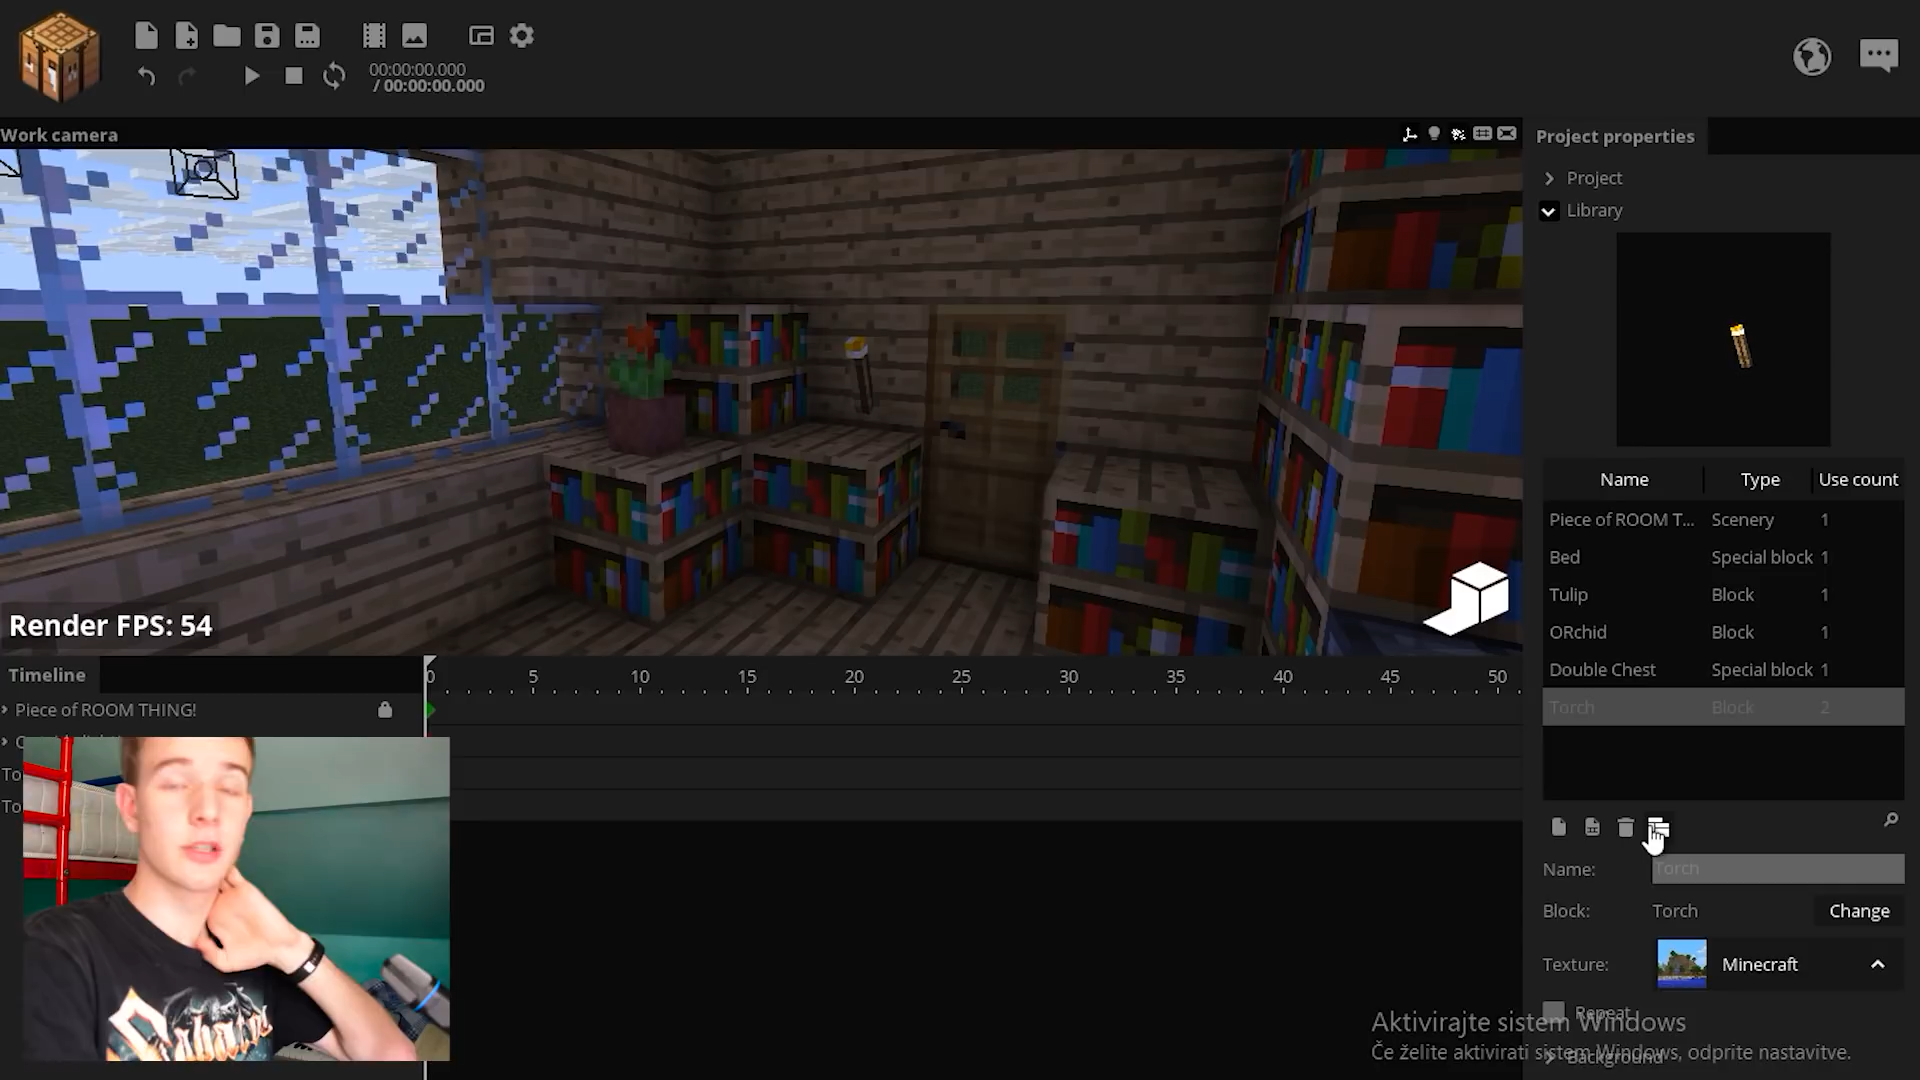 00:00:00.000
/ 00:00:00.000
Work camera
Project properties
Project
Library
Name Type Use count
Piece of ROOM T... Scenery 1
Bed Special block 1
Tulip Block 1
ORchid Block 1
Double Chest Special block 1
Torch Block 2
Render FPS: 54
Timeline
0 5 10 15 20 25 30 35 40 45 50
Piece of ROOM THING!
To
To
Name: Torch
Block: Torch Change
Texture: Minecraft
Repeat
Background
Aktivirajte sistem Windows
Če želite aktivirati sistem Windows, odprite nastavitve.